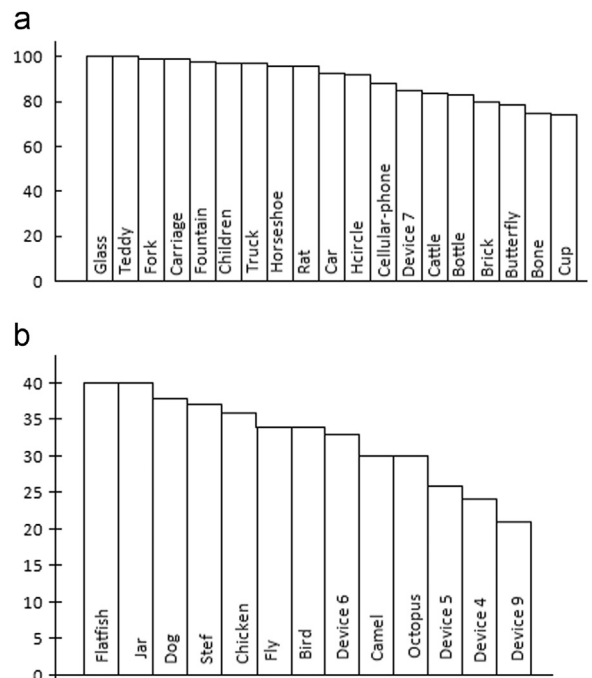 a
100
80
60
40
20
0
Glass
Teddy
Fork
Carriage
Fountain
Children
Truck
Horseshoe
Rat
Car
Hcircle
Cellular-phone
Device 7
Cattle
Bottle
Brick
Butterfly
Bone
Cup
b
40
35
30
25
20
15
10
5
0
Flatfish
Jar
Dog
Stef
Chicken
Fly
Bird
Device 6
Camel
Octopus
Device 5
Device 4
Device 9